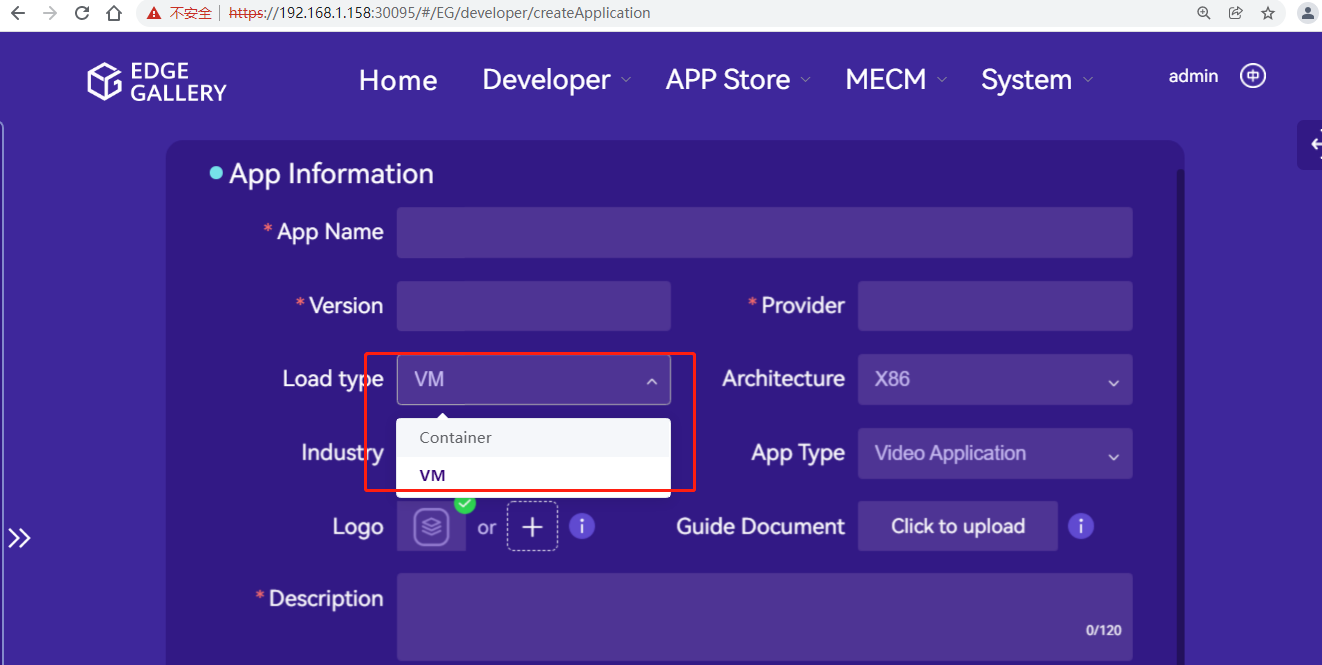 不安全 https://192.168.1.158:30095/#/EG/developer/createApplication
EDGE GALLERY
Home Developer APP Store MECM System admin 中
App Information
* App Name
* Version * Provider
Load type VM Architecture X86
Container
Industry App Type Video Application
VM
Logo or + i Guide Document Click to upload i
* Description
0/120